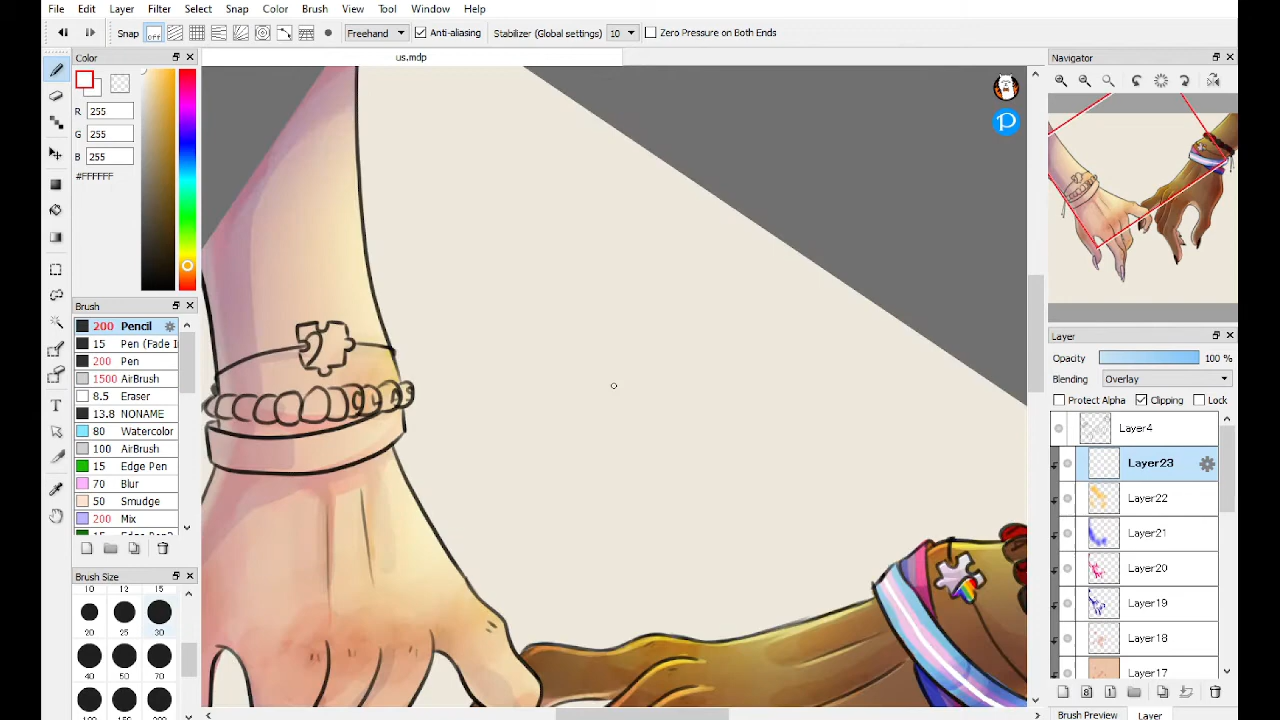 File Edit Layer Filter Select Snap Color Brush View Tool Window Help
Snap off Freehand Anti-aliasing Stabilizer (Global settings) 10 Zero Pressure on Both Ends
Color
us.mdp
Navigator
R 255
G 255
B 255
#FFFFFF
Brush
200 Pencil
15 Pen (Fade I
200 Pen
1500 AirBrush
8.5 Eraser
13.8 NONAME
80 Watercolor
100 AirBrush
15 Edge Pen
70 Blur
50 Smudge
200 Mix
Brush Size
10 12 15
20 25 30
40 50 70
Layer
Opacity 100 %
Blending Overlay
Protect Alpha Clipping Lock
Layer4
Layer23
Layer22
Layer21
Layer20
Layer19
Layer18
Layer17
Brush Preview Layer